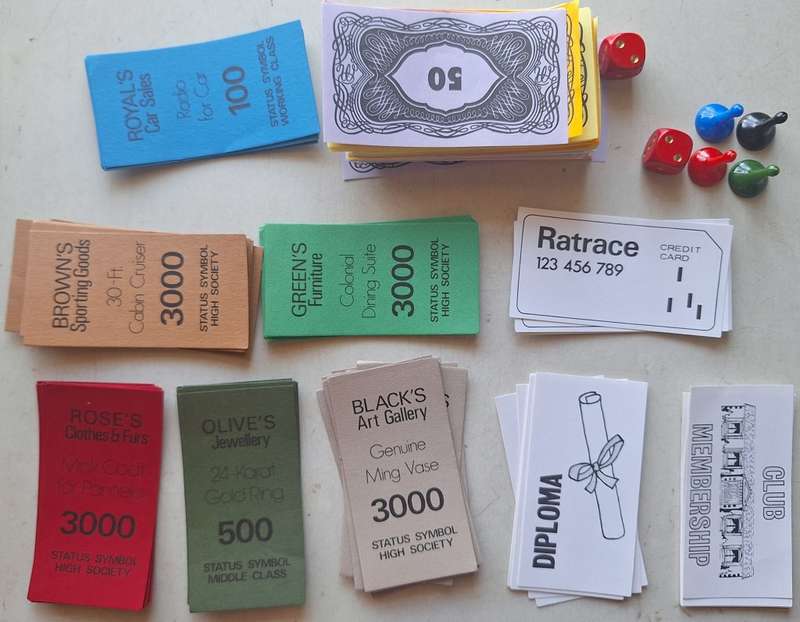 ROYAL'S
Car Sales
Radio
for Car
100
STATUS SYMBOL
WORKING CLASS
50
BROWN'S
Sporting Goods
30-Ft.
Cabin Cruiser
3000
STATUS SYMBOL
HIGH SOCIETY
GREEN'S
Furniture
Colonial
Dining Suite
3000
STATUS SYMBOL
HIGH SOCIETY
Ratrace
123 456 789
CREDIT
CARD
ROSE'S
Clothes & Furs
Mink Coat
for Partner
3000
STATUS SYMBOL
HIGH SOCIETY
OLIVE'S
Jewellery
24-Karat
Gold Ring
500
STATUS SYMBOL
MIDDLE CLASS
BLACK'S
Art Gallery
Genuine
Ming Vase
3000
STATUS SYMBOL
HIGH SOCIETY
DIPLOMA
CLUB
MEMBERSHIP